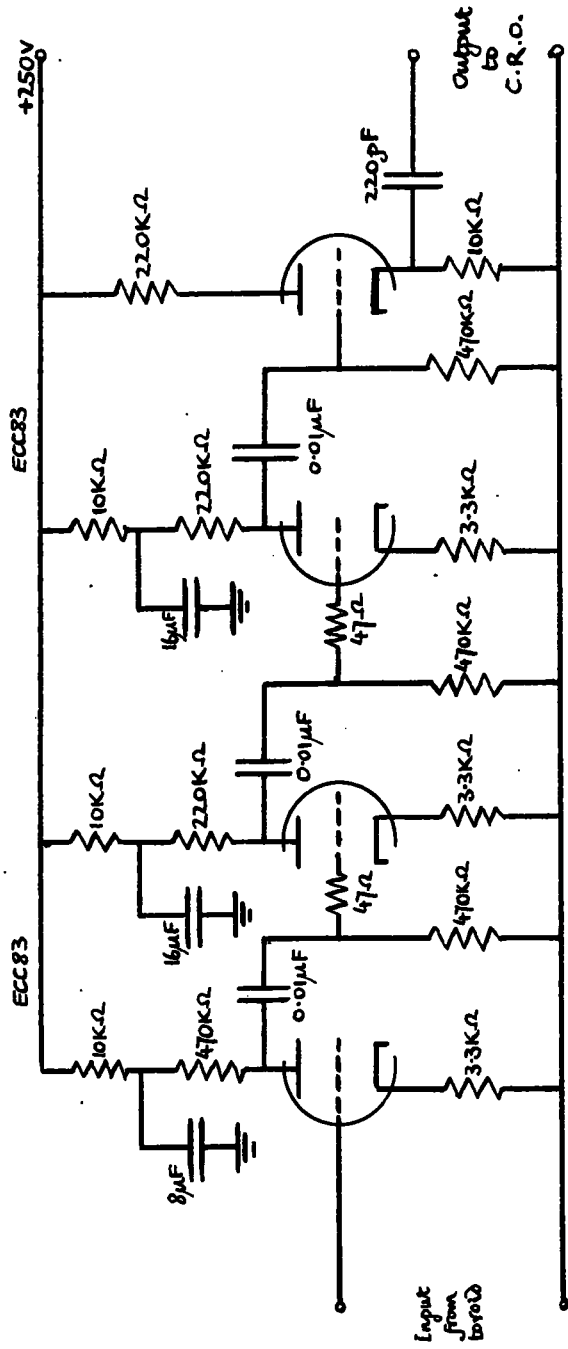 ECC83
ECC83
+250V
10KΩ
10KΩ
10KΩ
220KΩ
8µF
16µF
16µF
470KΩ
220KΩ
220KΩ
0.01µF
0.01µF
0.01µF
220pF
47Ω
47Ω
Input
from
toroid
3.3KΩ
470KΩ
3.3KΩ
470KΩ
3.3KΩ
470KΩ
10KΩ
Output
to
C.R.O.